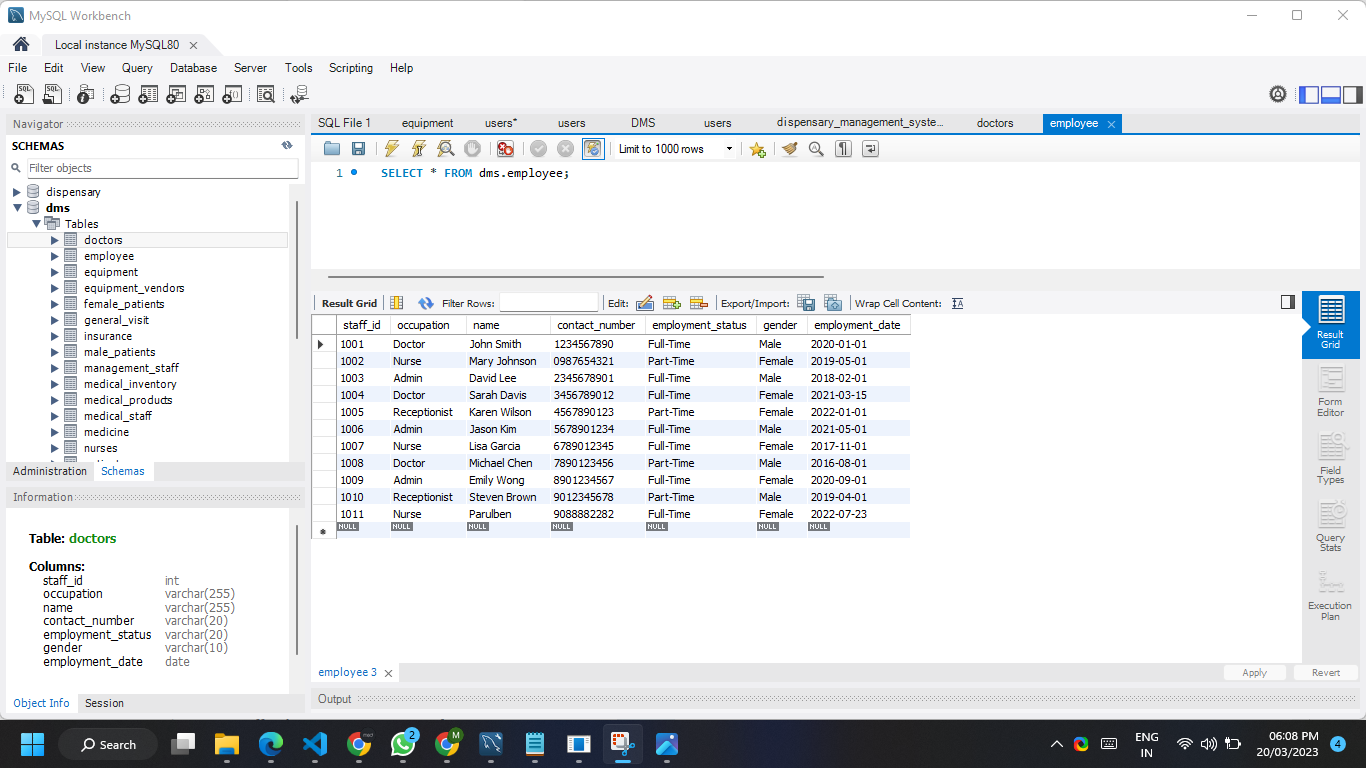 MySQL Workbench
Local instance MySQL80
File Edit View Query Database Server Tools Scripting Help
Navigator
SCHEMAS
Filter objects
dispensary
dms
Tables
doctors
employee
equipment
equipment_vendors
female_patients
general_visit
insurance
male_patients
management_staff
medical_inventory
medical_products
medical_staff
medicine
nurses
Administration Schemas
Information
Table: doctors
Columns:
staff_id int
occupation varchar(255)
name varchar(255)
contact_number varchar(20)
employment_status varchar(20)
gender varchar(10)
employment_date date
Object Info Session
SQL File 1 equipment users* users DMS users dispensary_management_syste... doctors employee
Limit to 1000 rows
1 SELECT * FROM dms.employee;
Result Grid Filter Rows: Edit: Export/Import: Wrap Cell Content:
staff_id occupation name contact_number employment_status gender employment_date
1001 Doctor John Smith 1234567890 Full-Time Male 2020-01-01
1002 Nurse Mary Johnson 0987654321 Part-Time Female 2019-05-01
1003 Admin David Lee 2345678901 Full-Time Male 2018-02-01
1004 Doctor Sarah Davis 3456789012 Full-Time Female 2021-03-15
1005 Receptionist Karen Wilson 4567890123 Part-Time Female 2022-01-01
1006 Admin Jason Kim 5678901234 Full-Time Male 2021-05-01
1007 Nurse Lisa Garcia 6789012345 Full-Time Female 2017-11-01
1008 Doctor Michael Chen 7890123456 Part-Time Male 2016-08-01
1009 Admin Emily Wong 8901234567 Full-Time Female 2020-09-01
1010 Receptionist Steven Brown 9012345678 Part-Time Male 2019-04-01
1011 Nurse Parulben 9088882282 Full-Time Female 2022-07-23
NULL NULL NULL NULL NULL NULL NULL
Result
Grid
Form
Editor
Field
Types
Query
Stats
Execution
Plan
employee 3
Apply Revert
Output
Search
2
M
ENG
IN
06:08 PM
20/03/2023
4